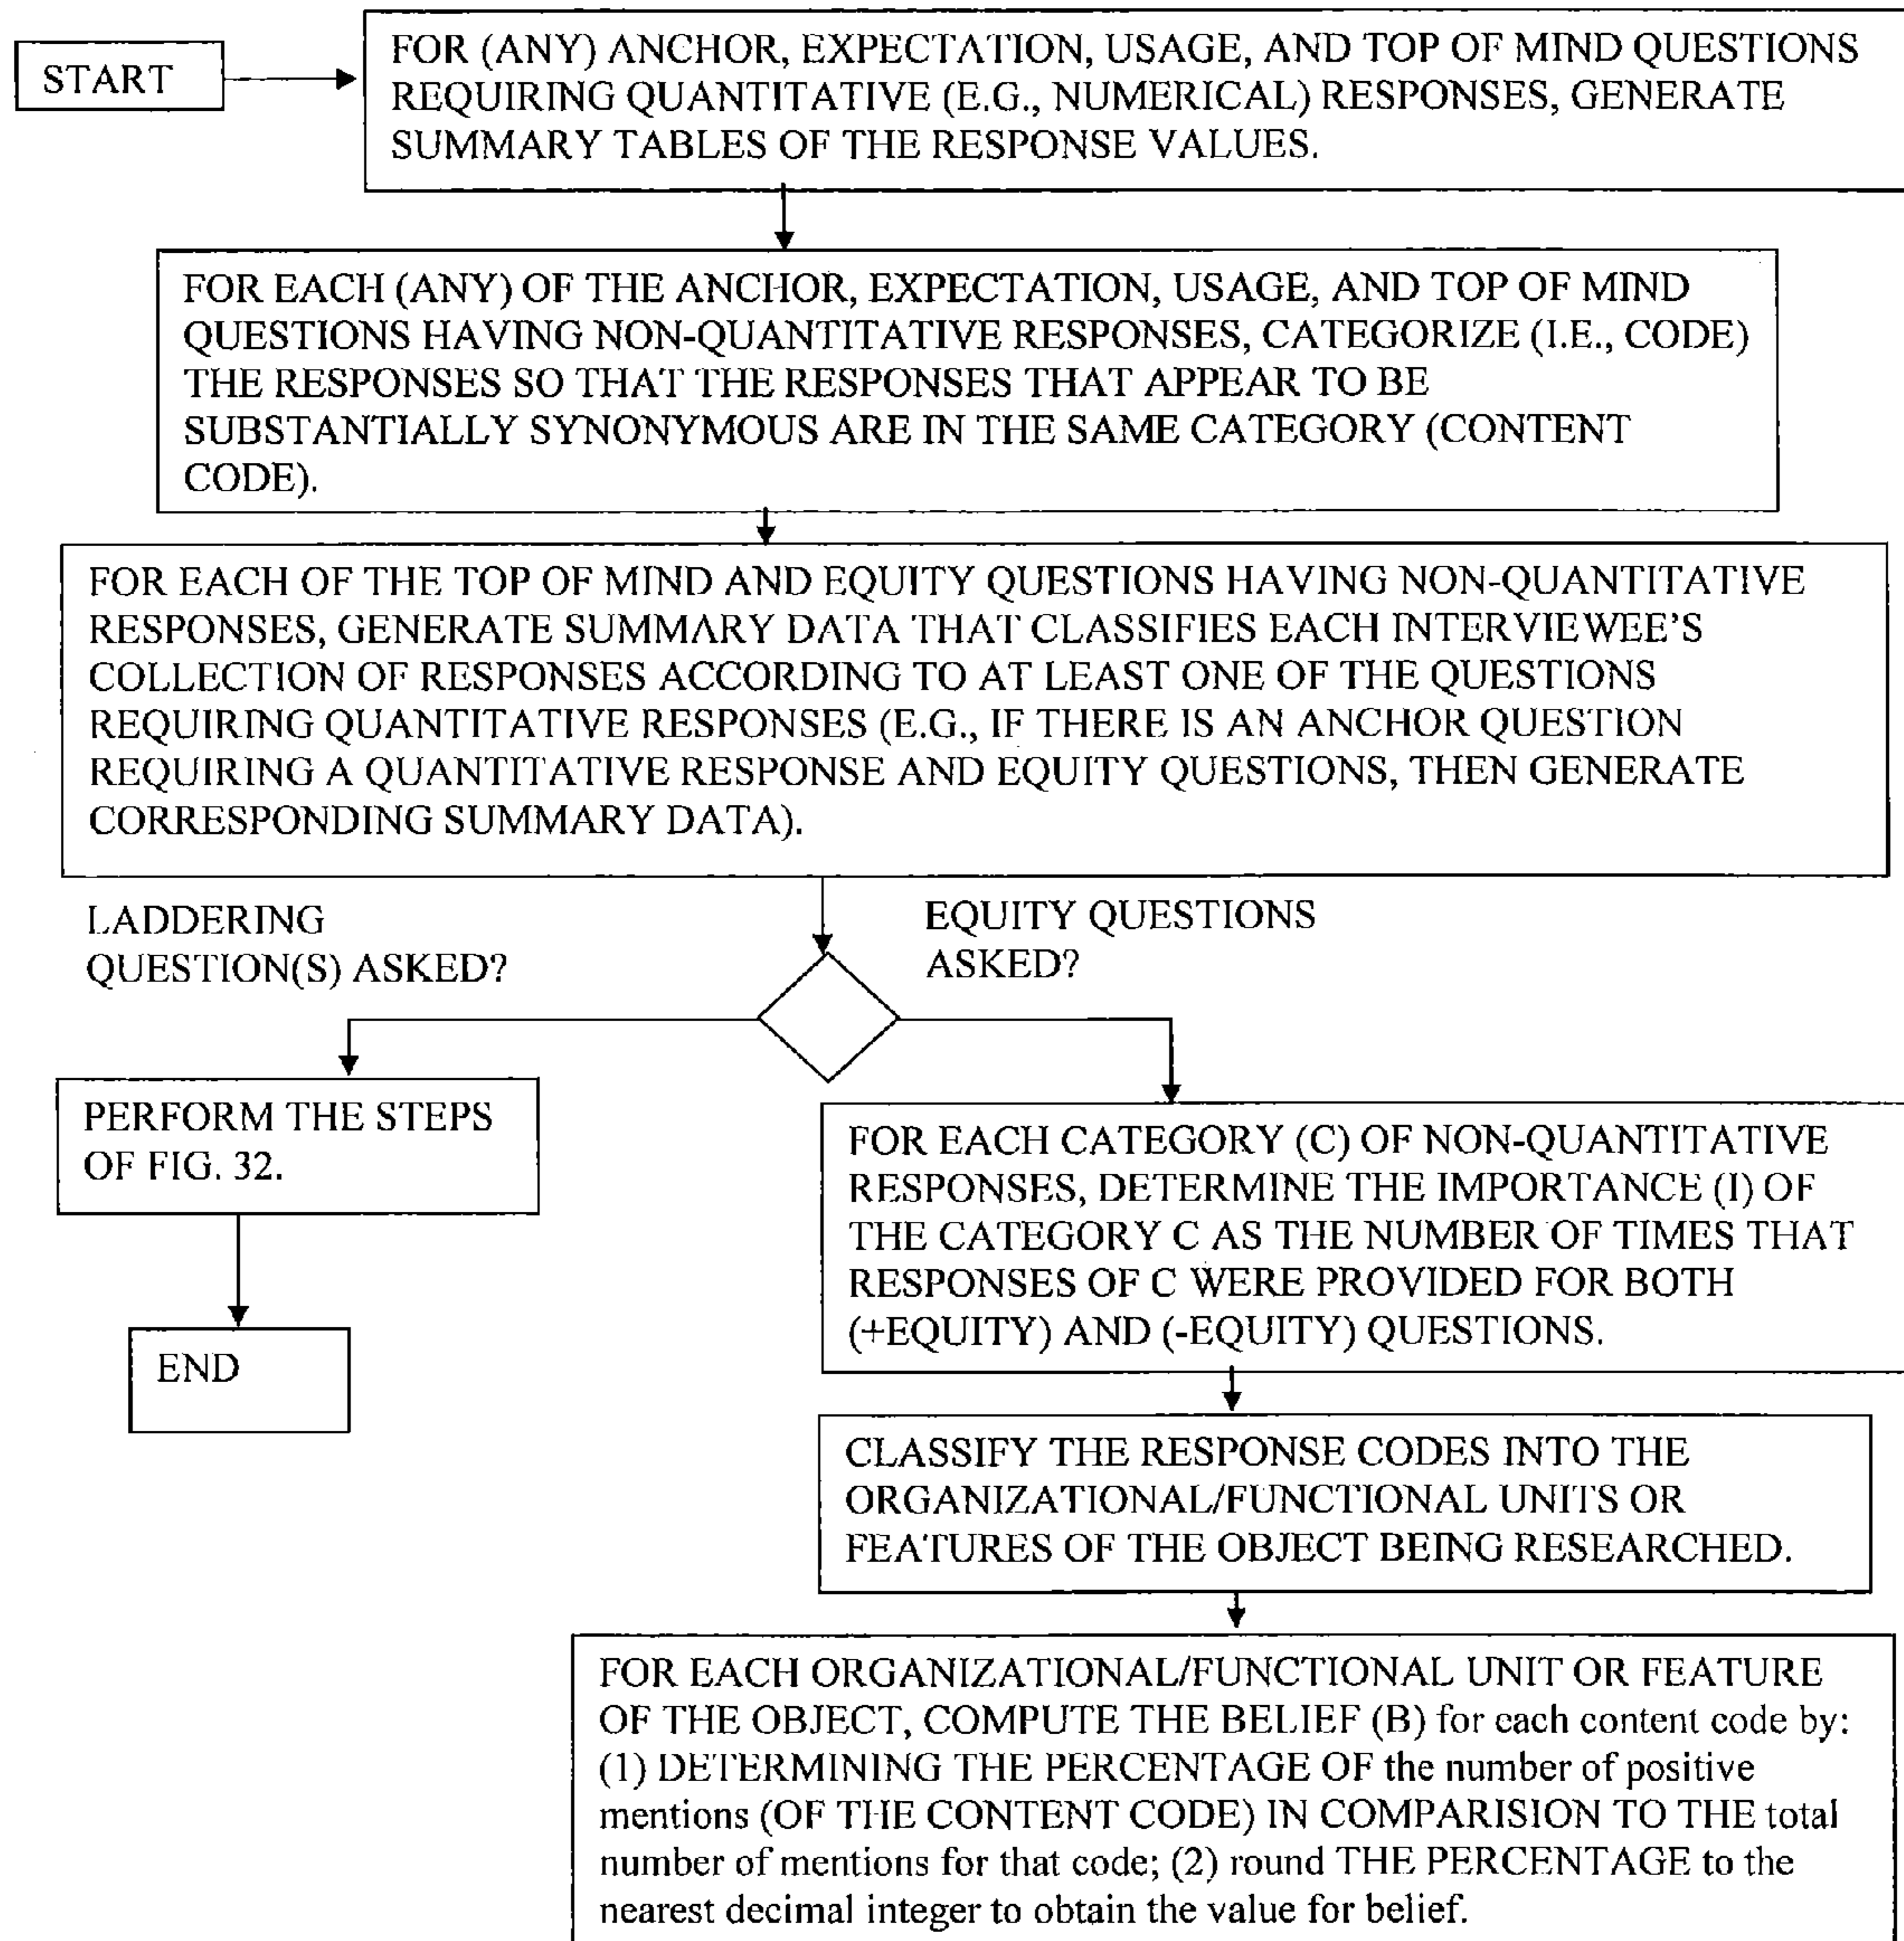 START
FOR (ANY) ANCHOR, EXPECTATION, USAGE, AND TOP OF MIND QUESTIONS
REQUIRING QUANTITATIVE (E.G., NUMERICAL) RESPONSES, GENERATE
SUMMARY TABLES OF THE RESPONSE VALUES.
FOR EACH (ANY) OF THE ANCHOR, EXPECTATION, USAGE, AND TOP OF MIND
QUESTIONS HAVING NON-QUANTITATIVE RESPONSES, CATEGORIZE (I.E., CODE)
THE RESPONSES SO THAT THE RESPONSES THAT APPEAR TO BE
SUBSTANTIALLY SYNONYMOUS ARE IN THE SAME CATEGORY (CONTENT
CODE).
FOR EACH OF THE TOP OF MIND AND EQUITY QUESTIONS HAVING NON-QUANTITATIVE
RESPONSES, GENERATE SUMMARY DATA THAT CLASSIFIES EACH INTERVIEWEE'S
COLLECTION OF RESPONSES ACCORDING TO AT LEAST ONE OF THE QUESTIONS
REQUIRING QUANTITATIVE RESPONSES (E.G., IF THERE IS AN ANCHOR QUESTION
REQUIRING A QUANTITATIVE RESPONSE AND EQUITY QUESTIONS, THEN GENERATE
CORRESPONDING SUMMARY DATA).
LADDERING
QUESTION(S) ASKED?
EQUITY QUESTIONS
ASKED?
PERFORM THE STEPS
OF FIG. 32.
END
FOR EACH CATEGORY (C) OF NON-QUANTITATIVE
RESPONSES, DETERMINE THE IMPORTANCE (I) OF
THE CATEGORY C AS THE NUMBER OF TIMES THAT
RESPONSES OF C WERE PROVIDED FOR BOTH
(+EQUITY) AND (-EQUITY) QUESTIONS.
CLASSIFY THE RESPONSE CODES INTO THE
ORGANIZATIONAL/FUNCTIONAL UNITS OR
FEATURES OF THE OBJECT BEING RESEARCHED.
FOR EACH ORGANIZATIONAL/FUNCTIONAL UNIT OR FEATURE
OF THE OBJECT, COMPUTE THE BELIEF (B) for each content code by:
(1) DETERMINING THE PERCENTAGE OF the number of positive
mentions (OF THE CONTENT CODE) IN COMPARISION TO THE total
number of mentions for that code; (2) round THE PERCENTAGE to the
nearest decimal integer to obtain the value for belief.